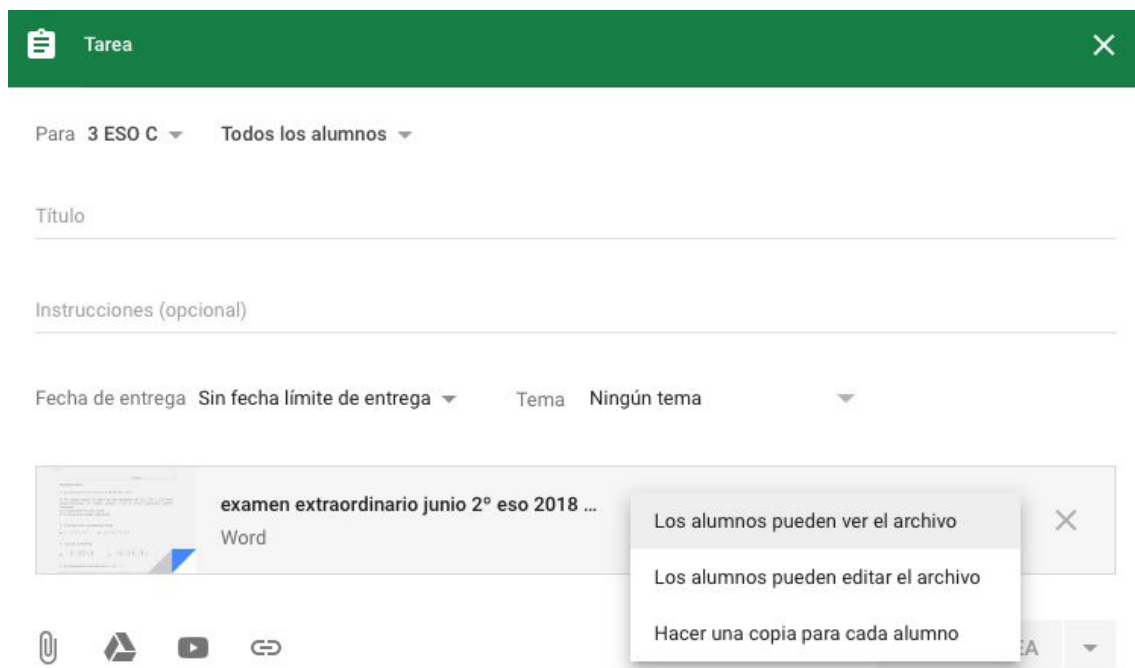 Tarea
Para 3 ESO C Todos los alumnos
Título
Instrucciones (opcional)
Fecha de entrega Sin fecha límite de entrega Tema Ningún tema
examen extraordinario junio 2º eso 2018 ...
Word
Los alumnos pueden ver el archivo
Los alumnos pueden editar el archivo
Hacer una copia para cada alumno